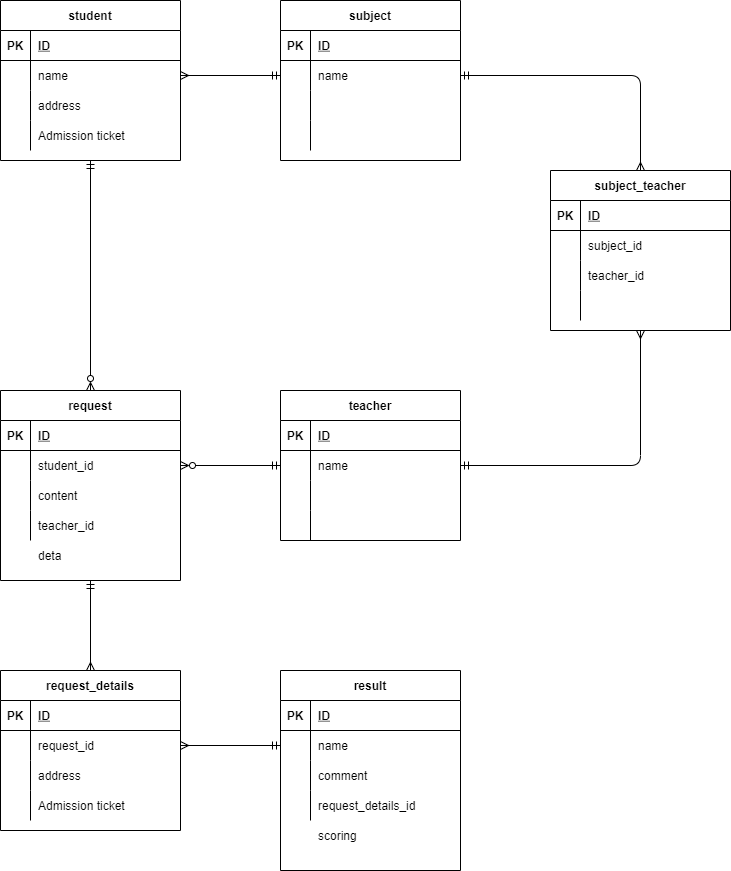 student
PK ID
name
address
Admission ticket
subject
PK ID
name
subject_teacher
PK ID
subject_id
teacher_id
request
PK ID
student_id
content
teacher_id
deta
teacher
PK ID
name
request_details
PK ID
request_id
address
Admission ticket
result
PK ID
name
comment
request_details_id
scoring